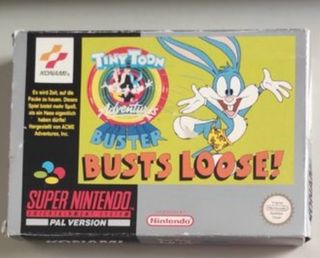 KONAMI
Es wird Zeit, auf die
Pauke zu hauen. Dieses
Spiel bietet mehr Spaß,
als ein Hase eigentlich
haben dürfte!
Hergestellt von ACME
Adventures, Inc.
TINY TOON
Adventures
BUSTER
BUSTS LOOSE!
SUPER NINTENDO
ENTERTAINMENT SYSTEM
PAL VERSION
Nintendo
KONAMI